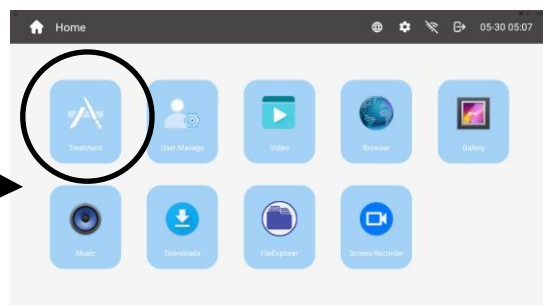 Home 05-30 05:07
Treatment User Manage Video Browser Gallery
Music Downloads FileExplorer Screen Recorder